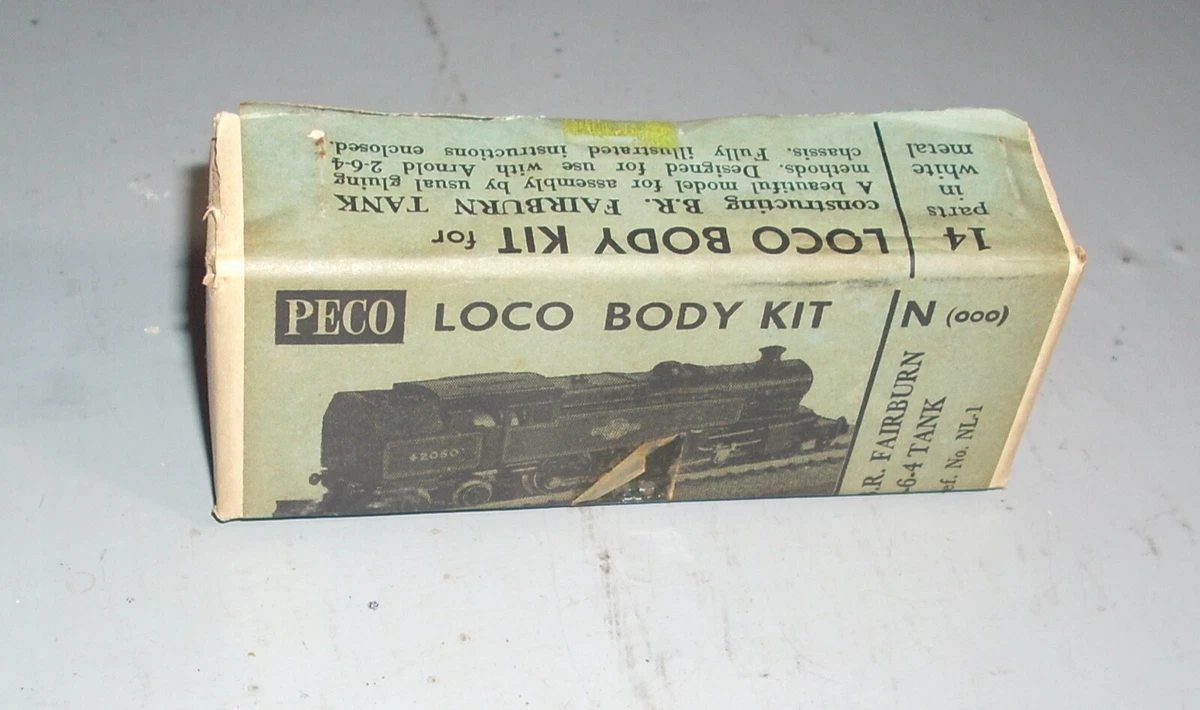 14 parts in white metal
LOCO BODY KIT for
constructing B.R. FAIRBURN TANK
A beautiful model for assembly by usual gluing
methods. Designed for use with Arnold 2-6-4
chassis. Fully illustrated instructions enclosed.
PECO LOCO BODY KIT
N (000)
.R. FAIRBURN
-6-4 TANK
ef. No. NL-1
42060